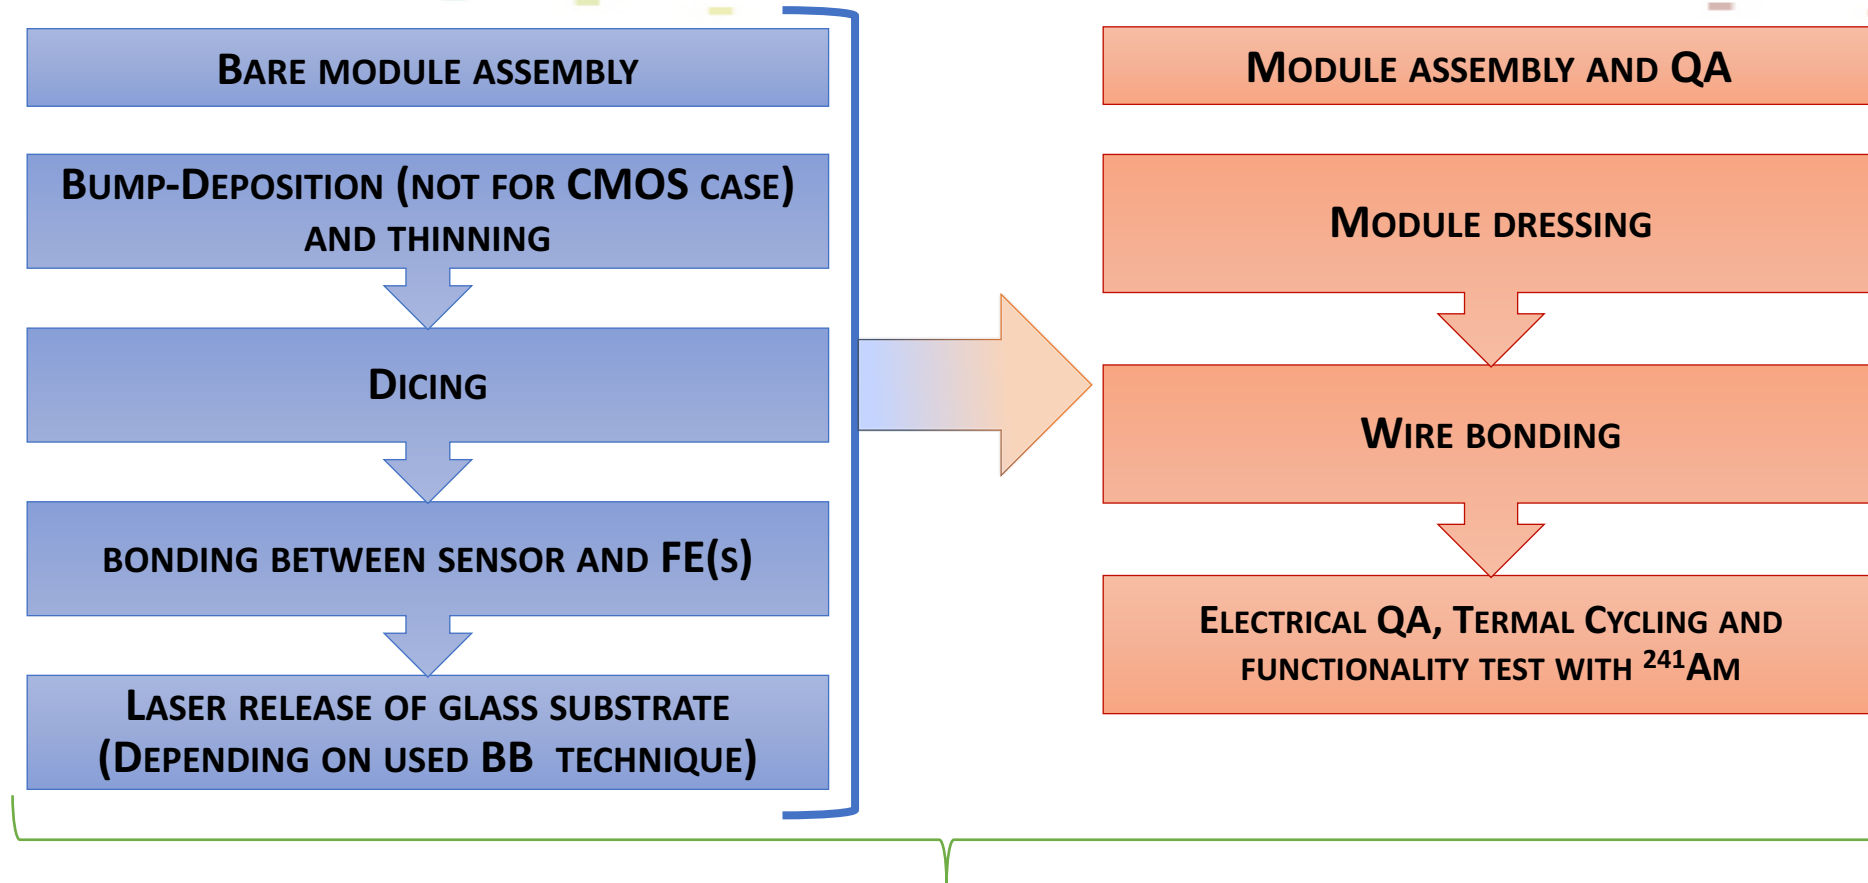 Bare module assembly
Bump-Deposition (not for CMOS case)
and thinning
Dicing
bonding between sensor and FE(s)
Laser release of glass substrate
(Depending on used BB technique)
Module assembly and QA
Module dressing
Wire bonding
Electrical QA, Termal Cycling and
functionality test with ²⁴¹Am